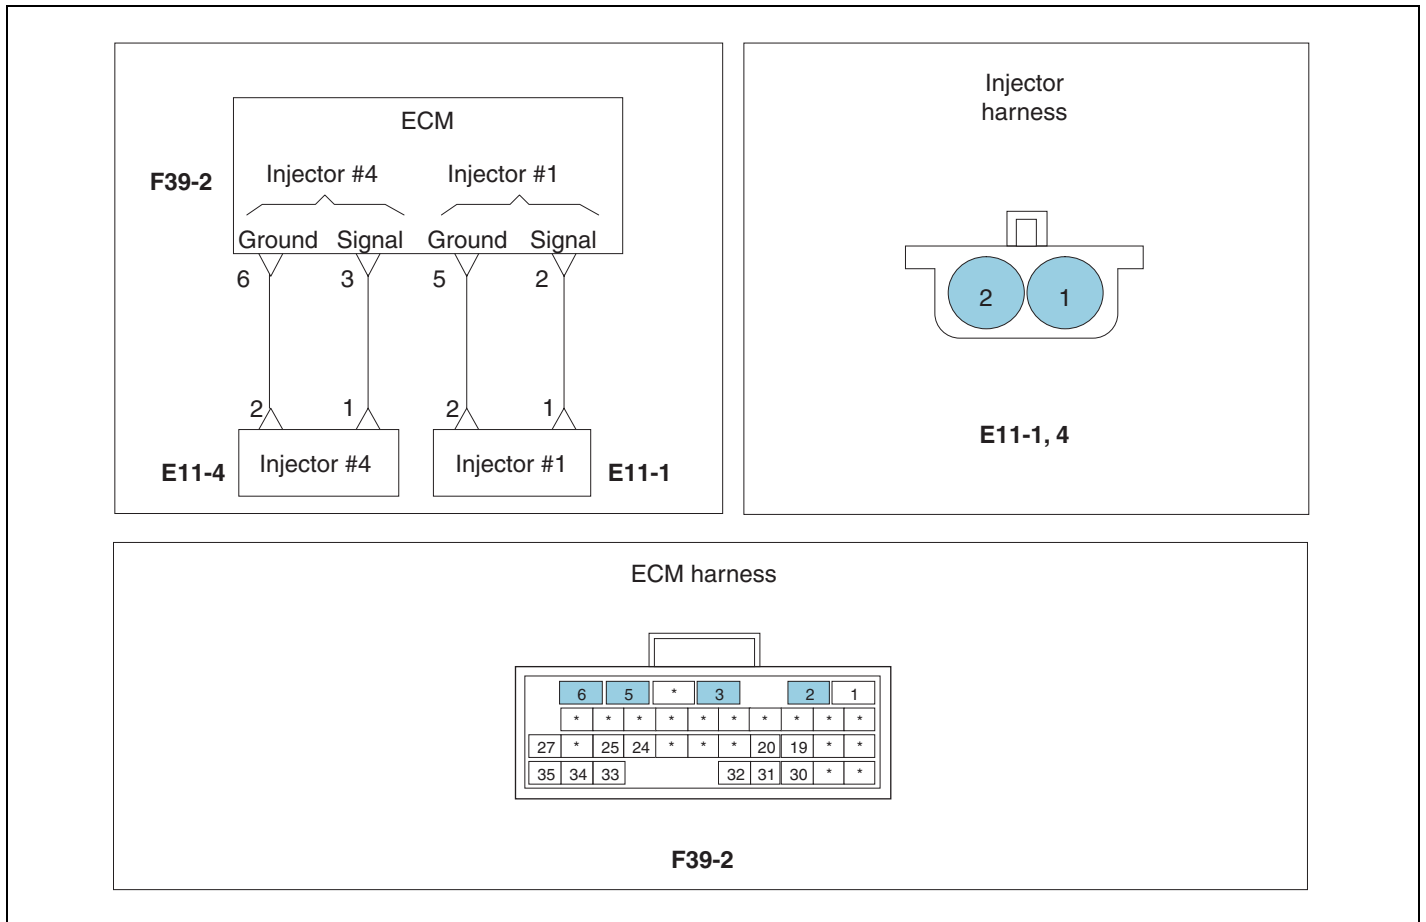 ECM
F39-2
Injector #4 Injector #1
Ground Signal Ground Signal
6 3 5 2
2 1 2 1
E11-4 Injector #4 Injector #1 E11-1
Injector
harness
2 1
E11-1, 4
ECM harness
6 5 * 3 2 1
* * * * * * * * * *
27 * 25 24 * * * 20 19 * *
35 34 33 32 31 30 * *
F39-2